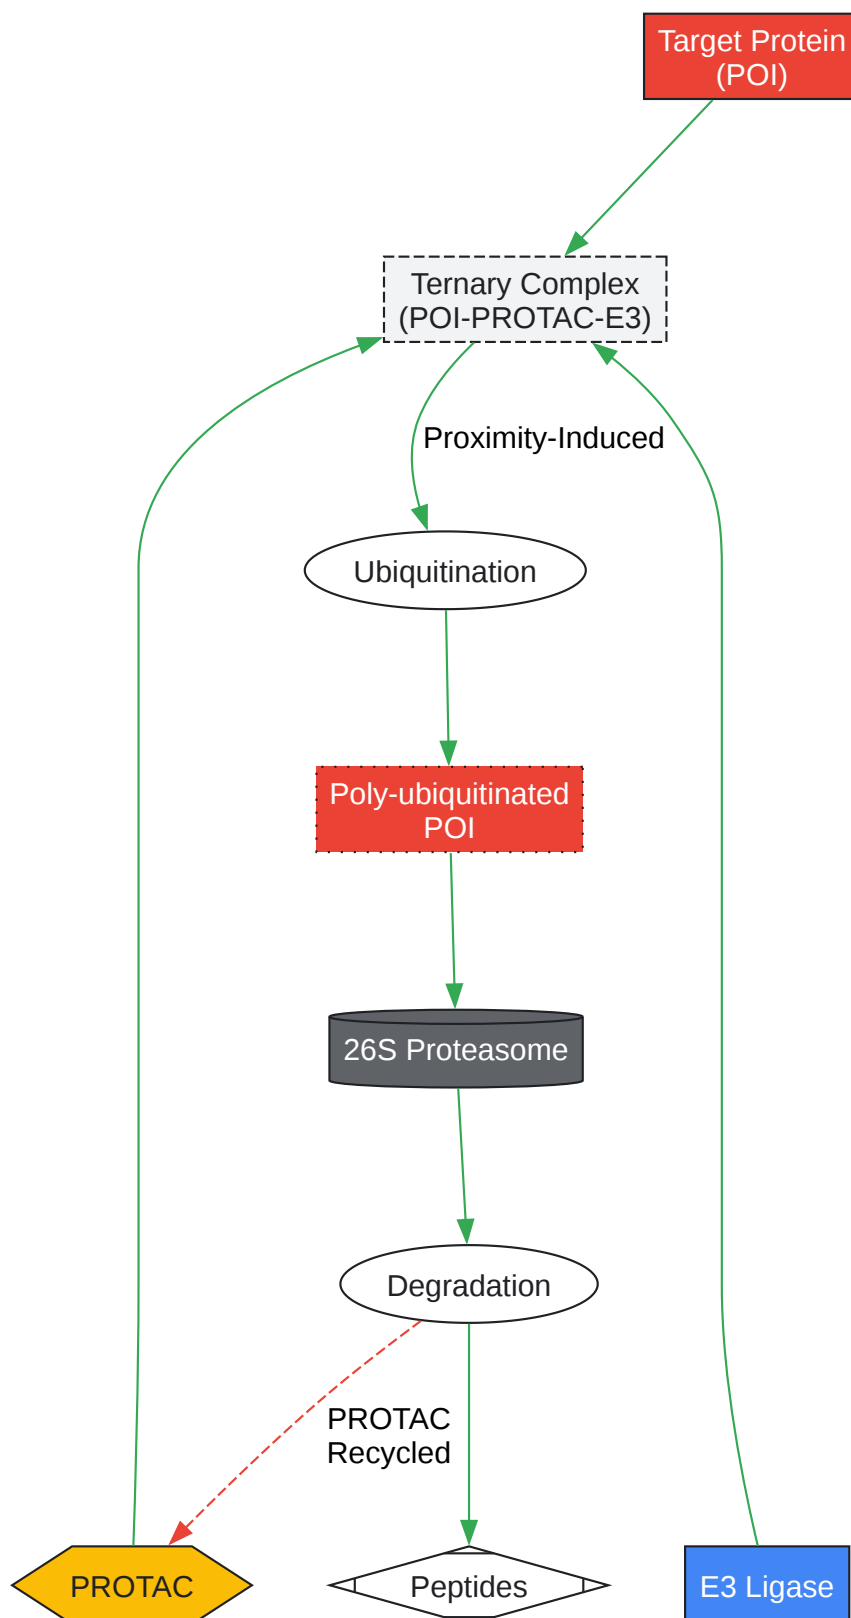 Target Protein
(POI)
Ternary Complex
(POI-PROTAC-E3)
Proximity-Induced
Ubiquitination
Poly-ubiquitinated
POI
26S Proteasome
Degradation
PROTAC
Recycled
PROTAC
Peptides
E3 Ligase